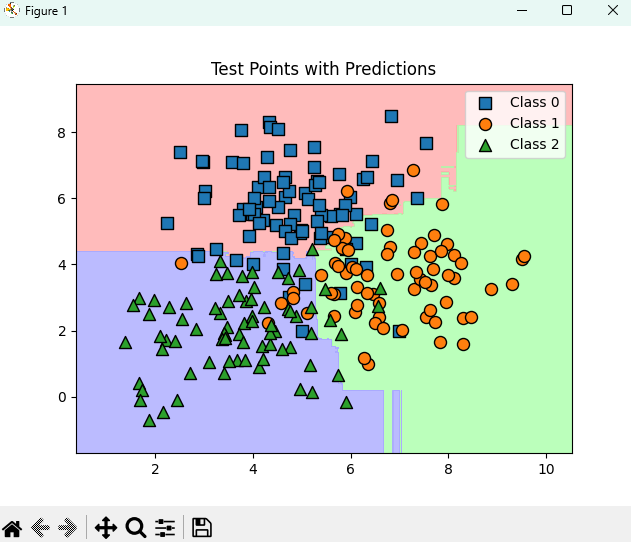 Figure 1
Test Points with Predictions
Class 0
Class 1
Class 2
8
6
4
2
0
2 4 6 8 10